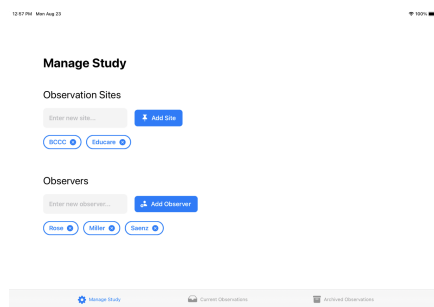 12:57 PM Mon Aug 23 100%
Manage Study
Observation Sites
Enter new site... Add Site
BCCC Educare
Observers
Enter new observer... Add Observer
Rose Miller Saenz
Manage Study Current Observations Archived Observations